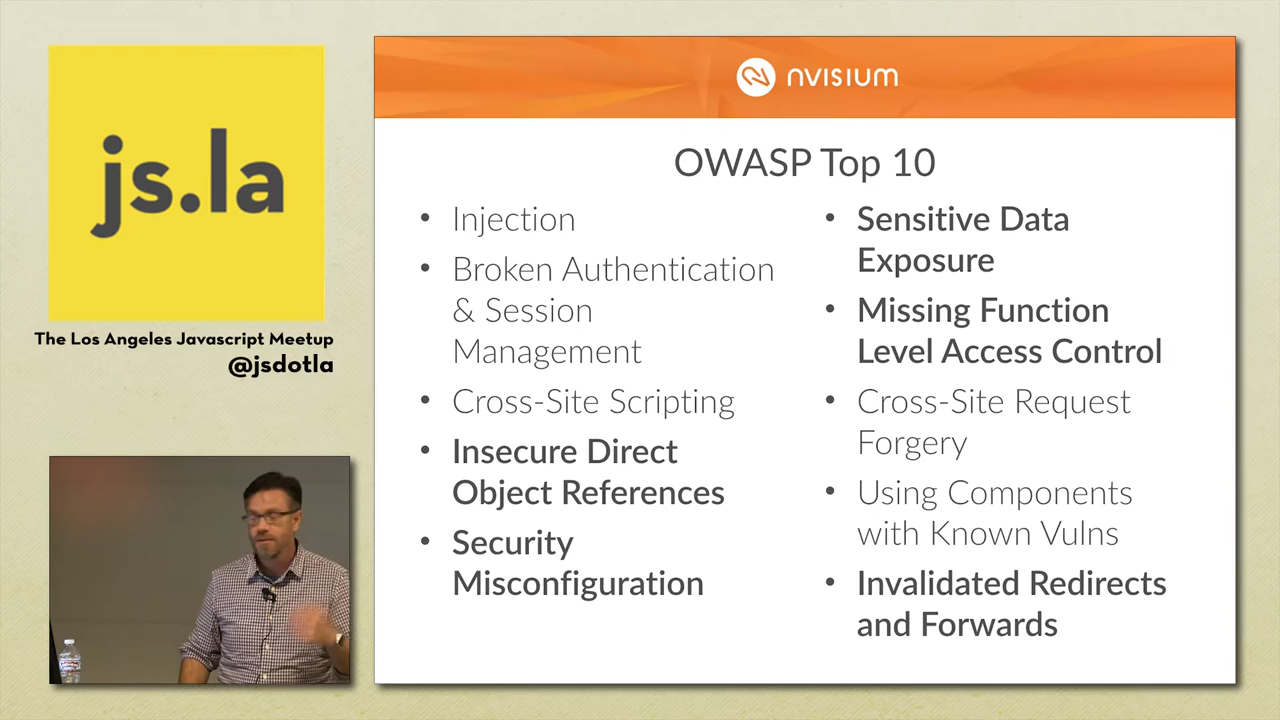 js.la
The Los Angeles Javascript Meetup
@jsdotla
nvisium
OWASP Top 10
• Injection
• Broken Authentication
& Session
Management
• Cross-Site Scripting
• Insecure Direct
Object References
• Security
Misconfiguration
• Sensitive Data
Exposure
• Missing Function
Level Access Control
• Cross-Site Request
Forgery
• Using Components
with Known Vulns
• Invalidated Redirects
and Forwards